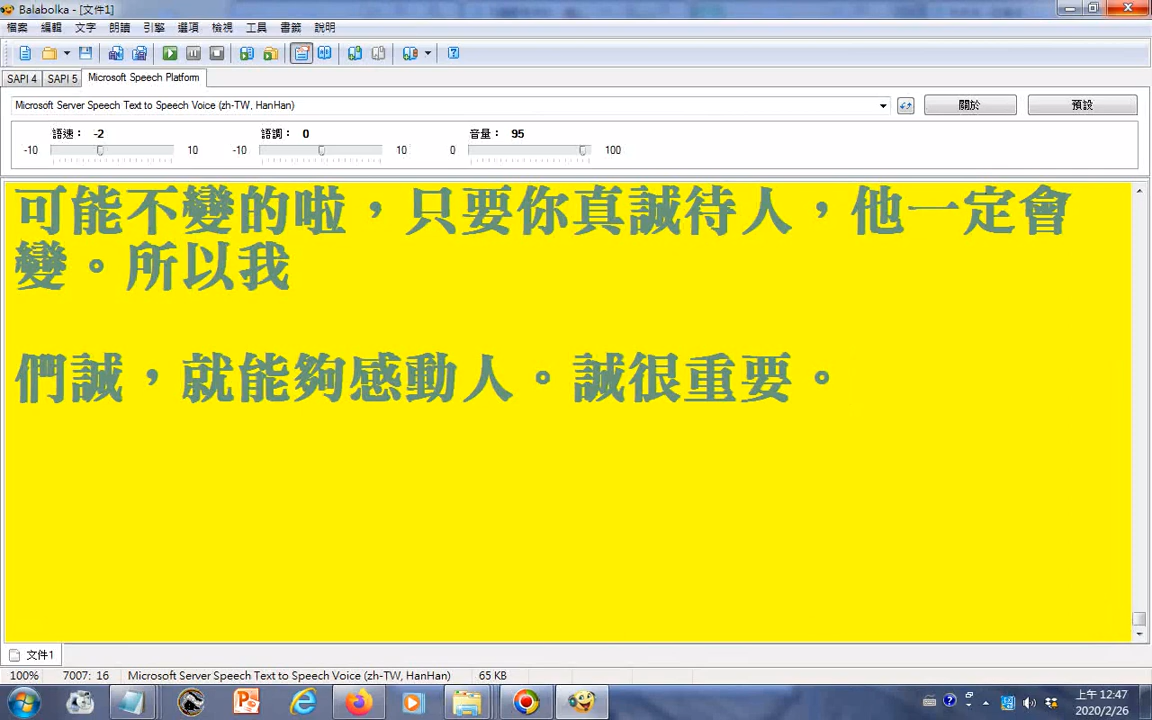 Balabolka - [文件1]
檔案 編輯 文字 朗讀 引擎 選項 檢視 工具 書籤 說明
SAPI 4 SAPI 5 Microsoft Speech Platform
Microsoft Server Speech Text to Speech Voice (zh-TW, HanHan) 關於 預設
語速： -2 語調： 0 音量： 95
-10 10 -10 10 0 100
可能不變的啦，只要你真誠待人，他一定會
變。所以我
們誠，就能夠感動人。誠很重要。
文件1
100% 7007: 16 Microsoft Server Speech Text to Speech Voice (zh-TW, HanHan) 65 KB
上午 12:47
2020/2/26